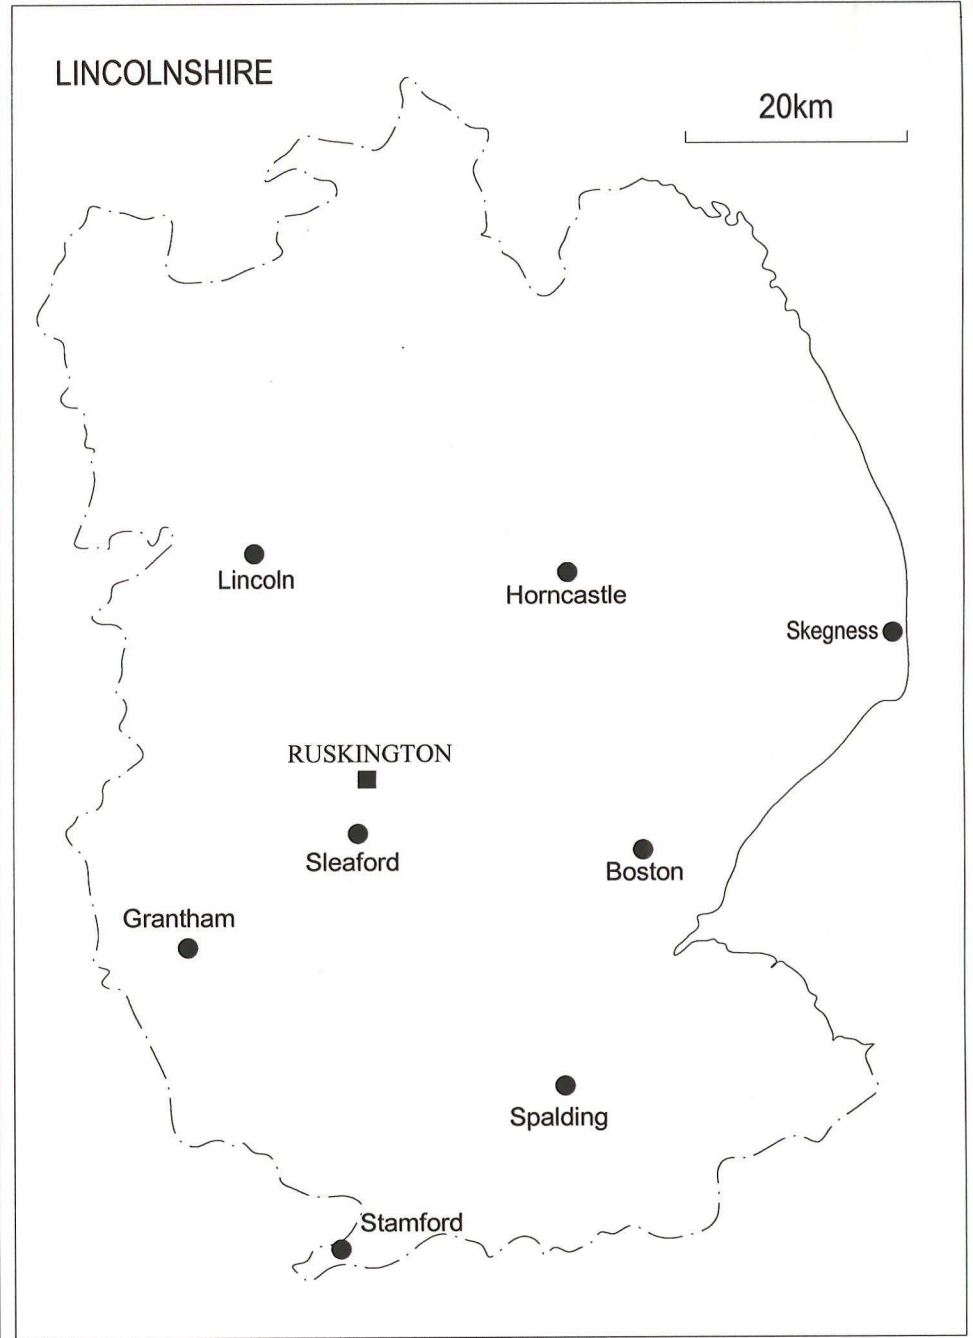 LINCOLNSHIRE
20km
Lincoln
Horncastle
Skegness
RUSKINGTON
Sleaford
Boston
Grantham
Spalding
Stamford